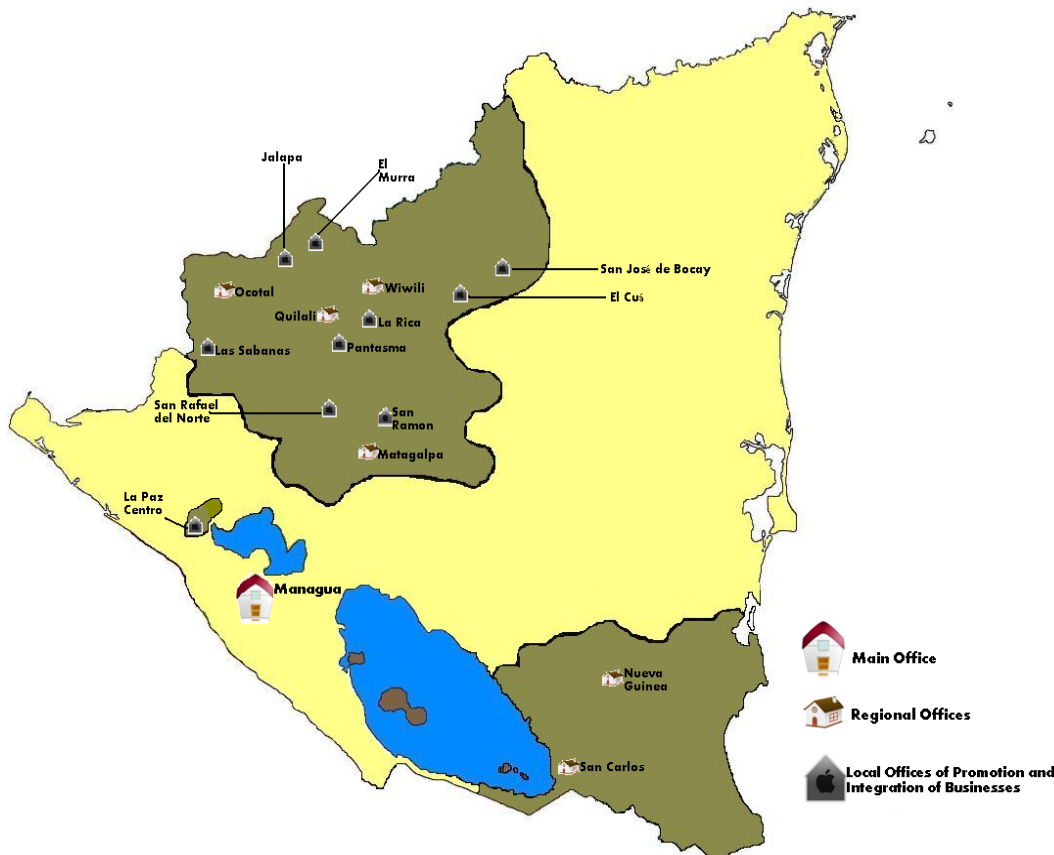 Jalapa
El
Murra
San José de Bocay
Ocotal
Wiwili
El Cuá
Quilali
La Rica
Las Sabanas
Pantasma
San Rafael
del Norte
San
Ramon
Matagalpa
La Paz
Centro
Managua
Main Office
Nueva
Guinea
Regional Offices
San Carlos
Local Offices of Promotion and
Integration of Businesses